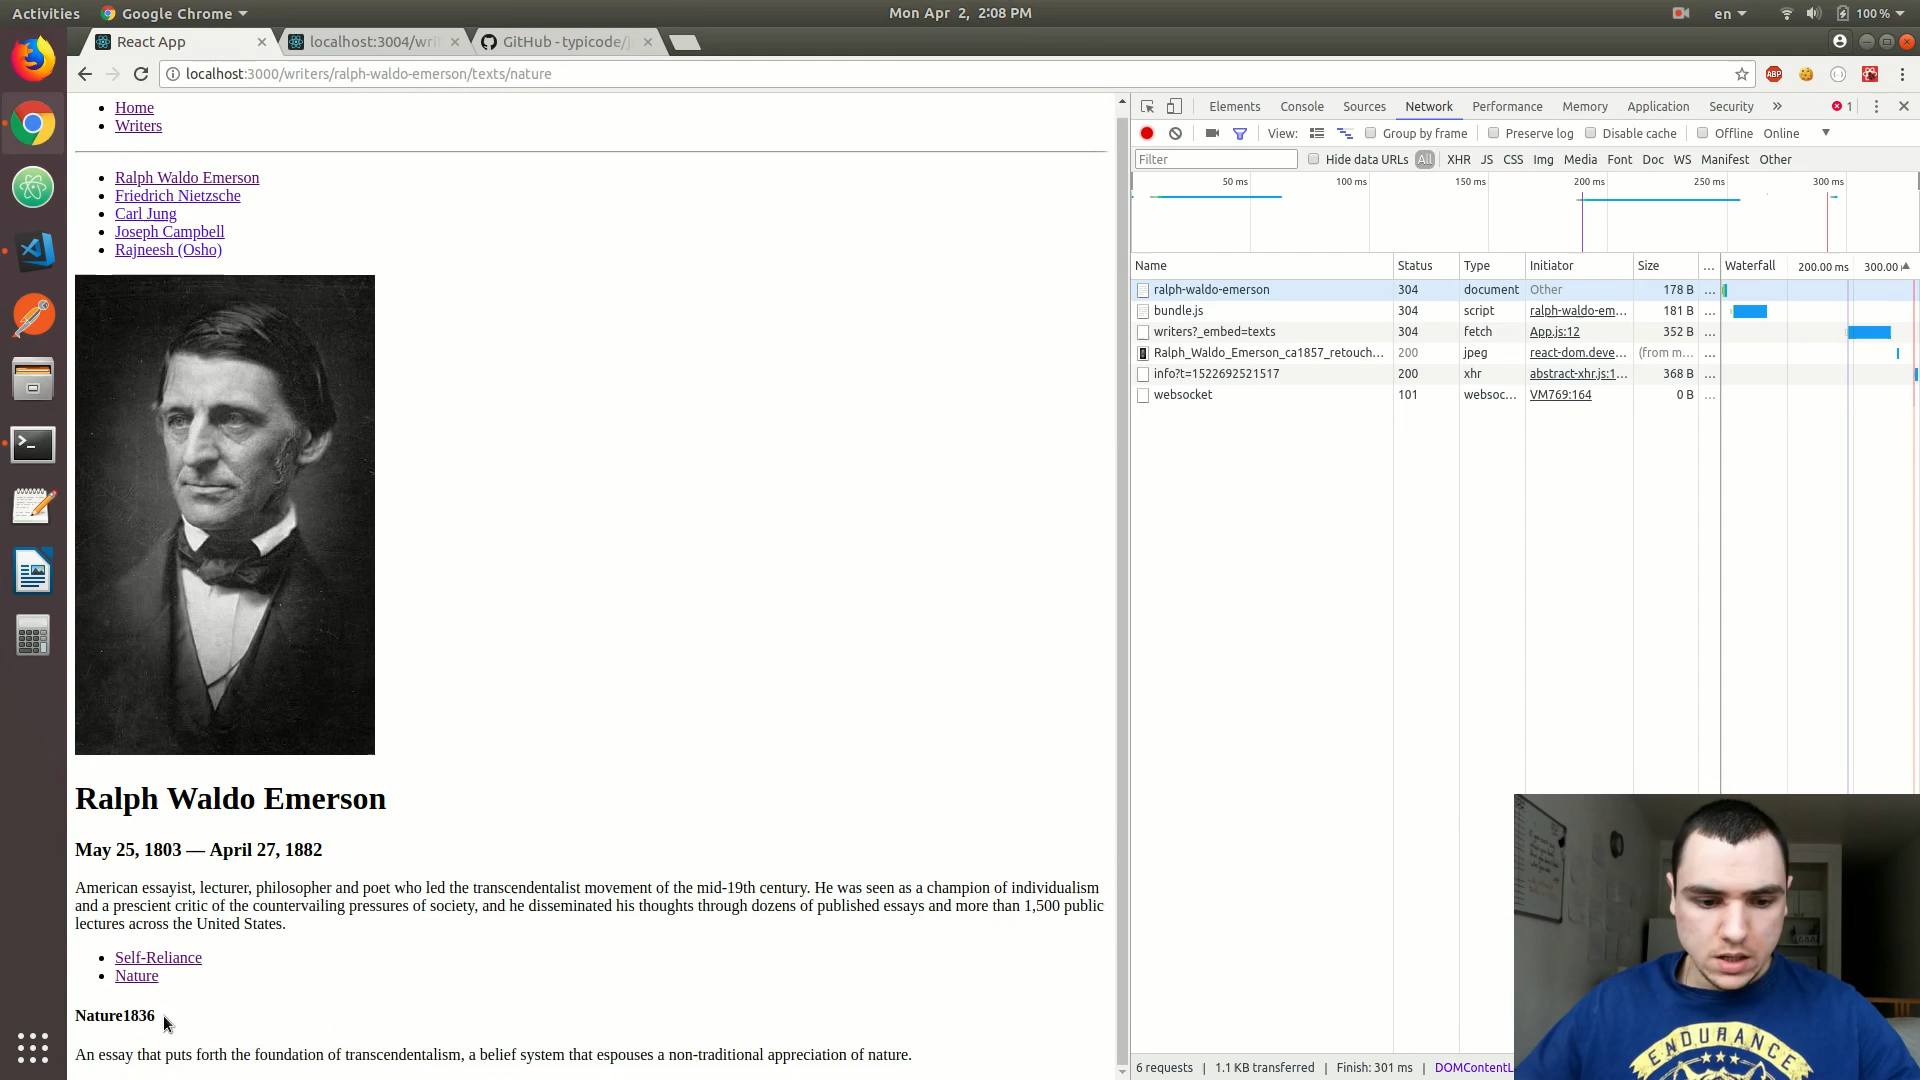 Activities Google Chrome Mon Apr 2, 2:08 PM en 100 %
React App localhost:3004/wri GitHub - typicode/j
localhost:3000/writers/ralph-waldo-emerson/texts/nature ABP
Home
Writers
Ralph Waldo Emerson
Friedrich Nietzsche
Carl Jung
Joseph Campbell
Rajneesh (Osho)
Ralph Waldo Emerson
May 25, 1803 — April 27, 1882
American essayist, lecturer, philosopher and poet who led the transcendentalist movement of the mid-19th century. He was seen as a champion of individualism
and a prescient critic of the countervailing pressures of society, and he disseminated his thoughts through dozens of published essays and more than 1,500 public
lectures across the United States.
Self-Reliance
Nature
Nature1836
An essay that puts forth the foundation of transcendentalism, a belief system that espouses a non-traditional appreciation of nature.
Elements Console Sources Network Performance Memory Application Security » 1
View: Group by frame Preserve log Disable cache Offline Online
Filter Hide data URLs All XHR JS CSS Img Media Font Doc WS Manifest Other
50 ms 100 ms 150 ms 200 ms 250 ms 300 ms
Name Status Type Initiator Size ... Waterfall 200.00 ms 300.00
ralph-waldo-emerson 304 document Other 178 B ...
bundle.js 304 script ralph-waldo-em... 181 B ...
writers?_embed=texts 304 fetch App.js:12 352 B ...
Ralph_Waldo_Emerson_ca1857_retouch... 200 jpeg react-dom.deve... (from m... ...
info?t=1522692521517 200 xhr abstract-xhr.js:1... 368 B ...
websocket 101 websoc... VM769:164 0 B ...
6 requests | 1.1 KB transferred | Finish: 301 ms | DOMContentL
ENDURANCE